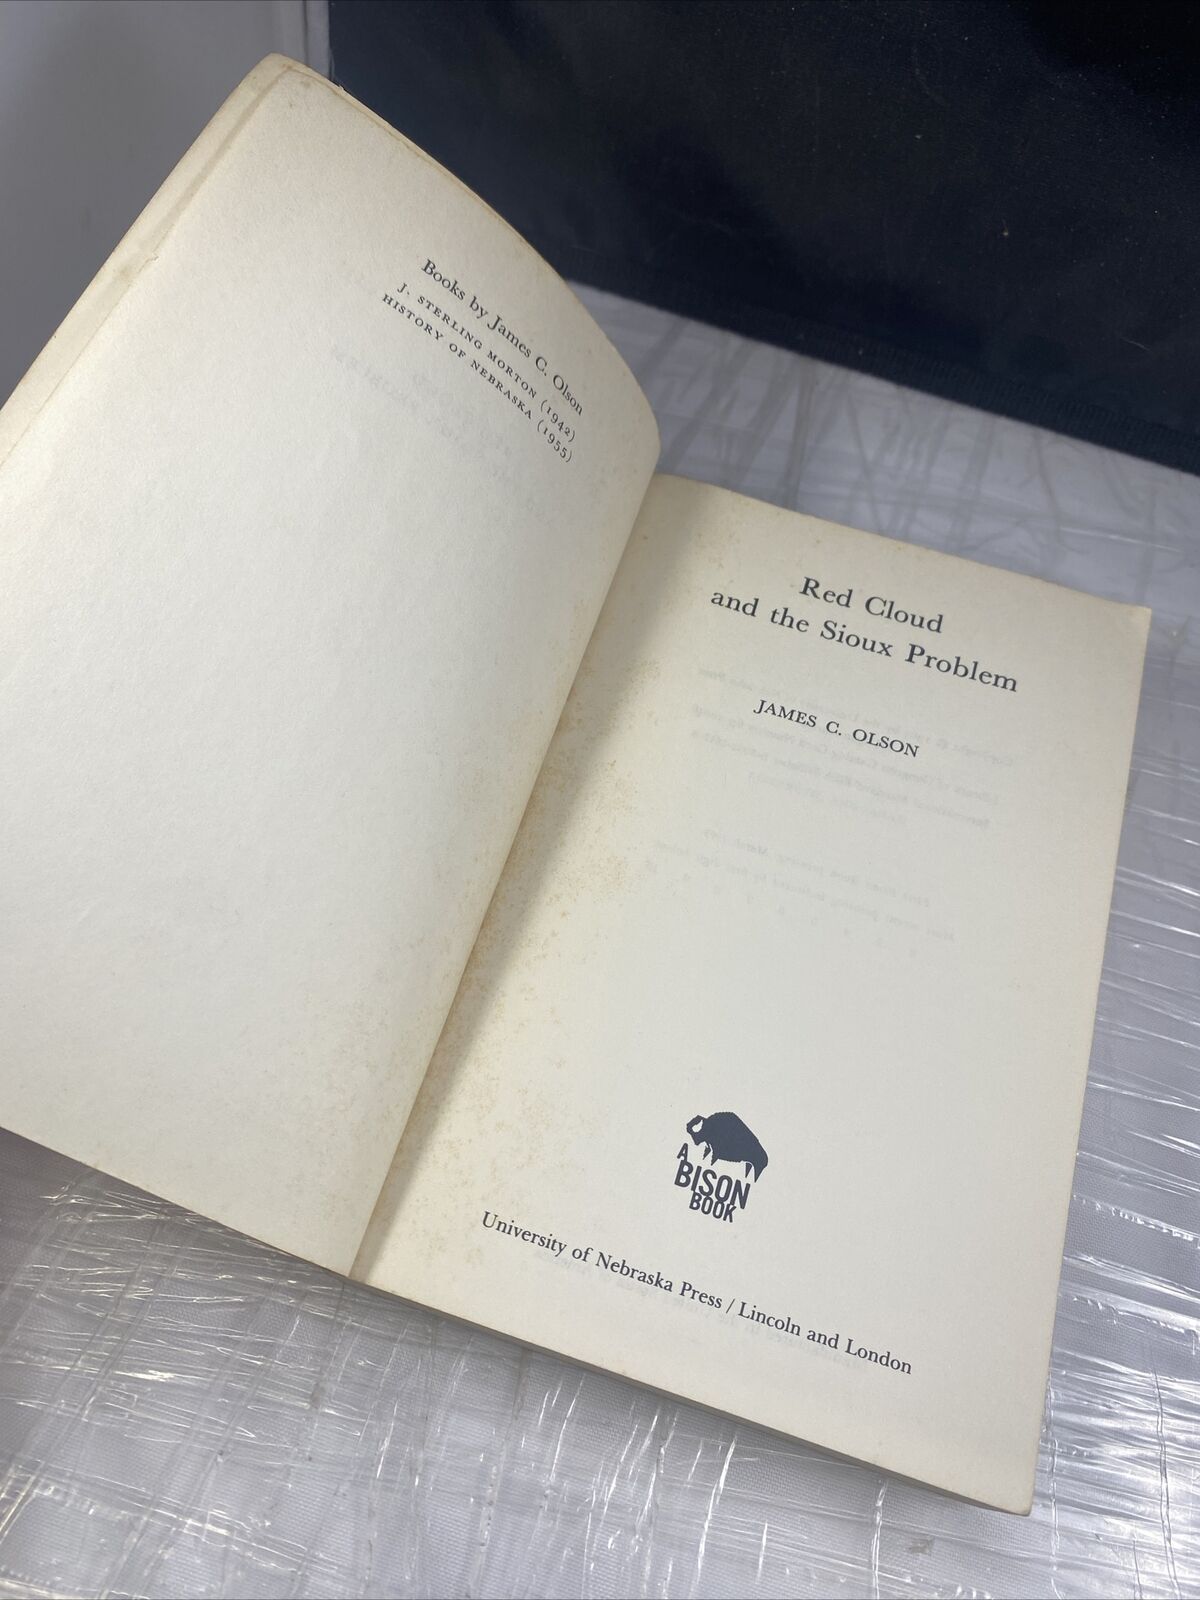 Books by James C. Olson
J. STERLING MORTON (1942)
HISTORY OF NEBRASKA (1955)
Red Cloud
and the Sioux Problem
JAMES C. OLSON
A
BISON
BOOK
University of Nebraska Press / Lincoln and London